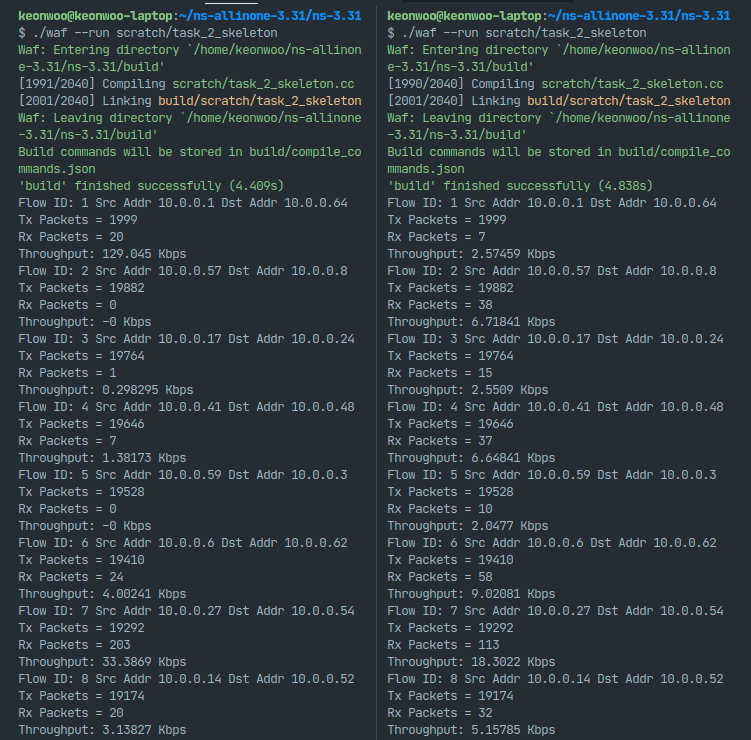 keonwoo@keonwoo-laptop:~/ns-allinone-3.31/ns-3.31
$ ./waf --run scratch/task_2_skeleton
Waf: Entering directory `/home/keonwoo/ns-allinon
e-3.31/ns-3.31/build'
[1991/2040] Compiling scratch/task_2_skeleton.cc
[2001/2040] Linking build/scratch/task_2_skeleton
Waf: Leaving directory `/home/keonwoo/ns-allinone
-3.31/ns-3.31/build'
Build commands will be stored in build/compile_co
mmands.json
'build' finished successfully (4.409s)
Flow ID: 1 Src Addr 10.0.0.1 Dst Addr 10.0.0.64
Tx Packets = 1999
Rx Packets = 20
Throughput: 129.045 Kbps
Flow ID: 2 Src Addr 10.0.0.57 Dst Addr 10.0.0.8
Tx Packets = 19882
Rx Packets = 0
Throughput: -0 Kbps
Flow ID: 3 Src Addr 10.0.0.17 Dst Addr 10.0.0.24
Tx Packets = 19764
Rx Packets = 1
Throughput: 0.298295 Kbps
Flow ID: 4 Src Addr 10.0.0.41 Dst Addr 10.0.0.48
Tx Packets = 19646
Rx Packets = 7
Throughput: 1.38173 Kbps
Flow ID: 5 Src Addr 10.0.0.59 Dst Addr 10.0.0.3
Tx Packets = 19528
Rx Packets = 0
Throughput: -0 Kbps
Flow ID: 6 Src Addr 10.0.0.6 Dst Addr 10.0.0.62
Tx Packets = 19410
Rx Packets = 24
Throughput: 4.00241 Kbps
Flow ID: 7 Src Addr 10.0.0.27 Dst Addr 10.0.0.54
Tx Packets = 19292
Rx Packets = 203
Throughput: 33.3869 Kbps
Flow ID: 8 Src Addr 10.0.0.14 Dst Addr 10.0.0.52
Tx Packets = 19174
Rx Packets = 20
Throughput: 3.13827 Kbps
keonwoo@keonwoo-laptop:~/ns-allinone-3.31/ns-3.31
$ ./waf --run scratch/task_2_skeleton
Waf: Entering directory `/home/keonwoo/ns-allinon
e-3.31/ns-3.31/build'
[1990/2040] Compiling scratch/task_2_skeleton.cc
[2001/2040] Linking build/scratch/task_2_skeleton
Waf: Leaving directory `/home/keonwoo/ns-allinone
-3.31/ns-3.31/build'
Build commands will be stored in build/compile_co
mmands.json
'build' finished successfully (4.838s)
Flow ID: 1 Src Addr 10.0.0.1 Dst Addr 10.0.0.64
Tx Packets = 1999
Rx Packets = 7
Throughput: 2.57459 Kbps
Flow ID: 2 Src Addr 10.0.0.57 Dst Addr 10.0.0.8
Tx Packets = 19882
Rx Packets = 38
Throughput: 6.71841 Kbps
Flow ID: 3 Src Addr 10.0.0.17 Dst Addr 10.0.0.24
Tx Packets = 19764
Rx Packets = 15
Throughput: 2.5509 Kbps
Flow ID: 4 Src Addr 10.0.0.41 Dst Addr 10.0.0.48
Tx Packets = 19646
Rx Packets = 37
Throughput: 6.64841 Kbps
Flow ID: 5 Src Addr 10.0.0.59 Dst Addr 10.0.0.3
Tx Packets = 19528
Rx Packets = 10
Throughput: 2.0477 Kbps
Flow ID: 6 Src Addr 10.0.0.6 Dst Addr 10.0.0.62
Tx Packets = 19410
Rx Packets = 58
Throughput: 9.02081 Kbps
Flow ID: 7 Src Addr 10.0.0.27 Dst Addr 10.0.0.54
Tx Packets = 19292
Rx Packets = 113
Throughput: 18.3022 Kbps
Flow ID: 8 Src Addr 10.0.0.14 Dst Addr 10.0.0.52
Tx Packets = 19174
Rx Packets = 32
Throughput: 5.15785 Kbps